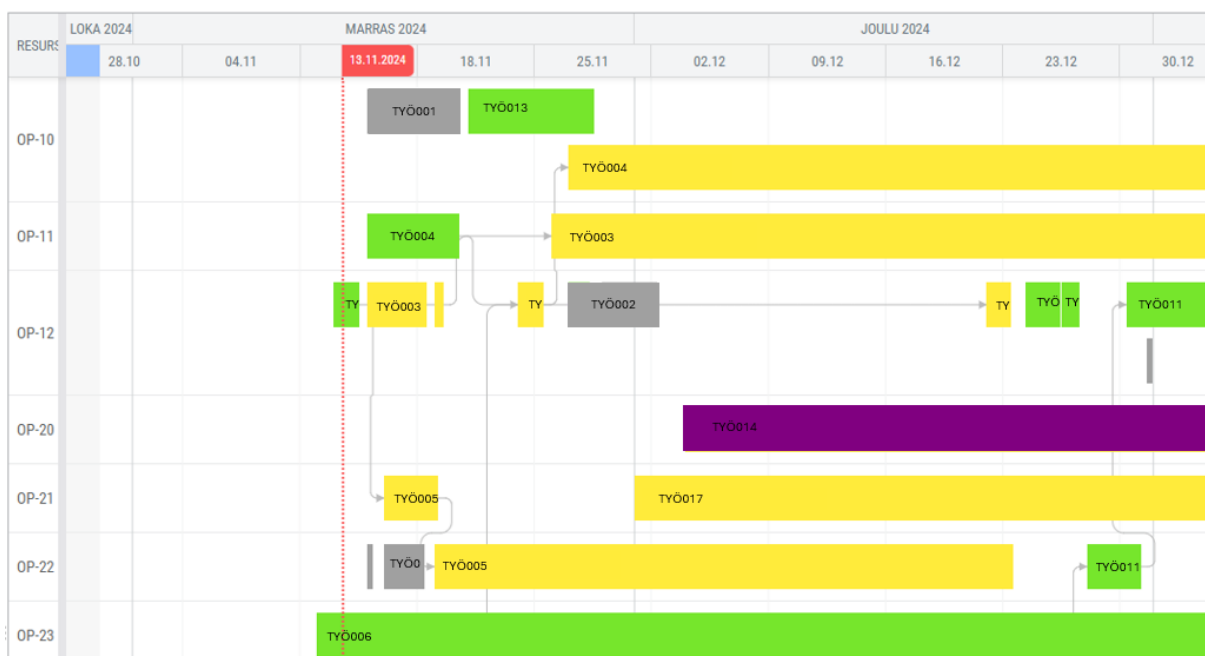 RESURS
LOKA 2024 MARRAS 2024 JOULU 2024
28.10 04.11 13.11.2024 18.11 25.11 02.12 09.12 16.12 23.12 30.12
OP-10 TYÖ001 TYÖ013
TYÖ004
OP-11 TYÖ004 TYÖ003
OP-12 TY TYÖ003 TY TYÖ002 TY TYÖ TY TYÖ011
OP-20 TYÖ014
OP-21 TYÖ005 TYÖ017
OP-22 TYÖ0 TYÖ005 TYÖ011
OP-23 TYÖ006